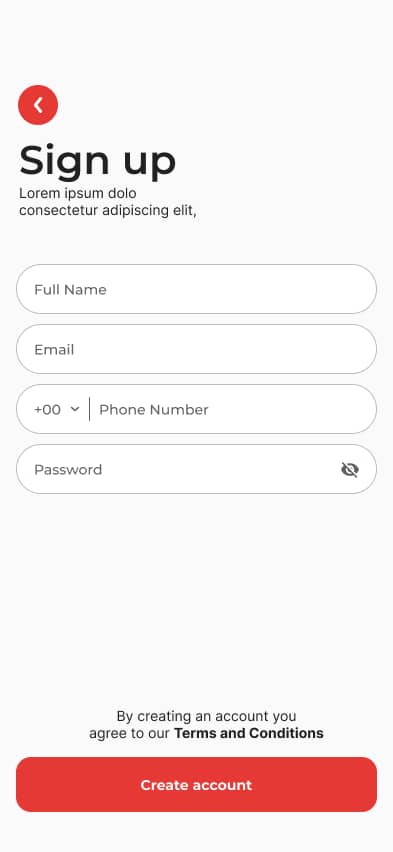 Sign up
Lorem ipsum dolo
consectetur adipiscing elit,
Full Name
Email
+00 Phone Number
Password
By creating an account you
agree to our Terms and Conditions
Create account